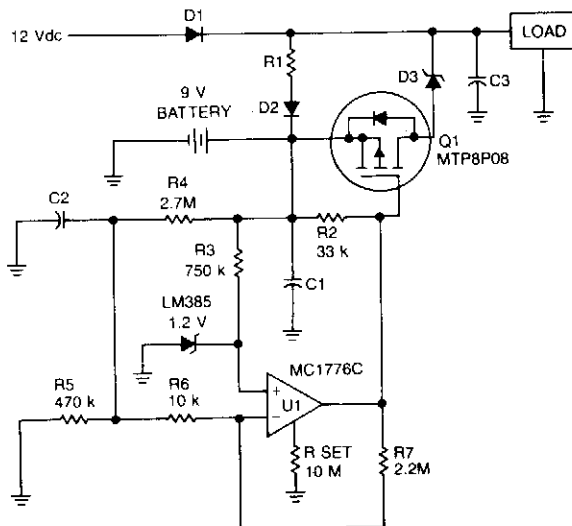 D1
12 Vdc
LOAD
R1
D3
C3
9 V
BATTERY
D2
Q1
MTP8P08
C2
R4
2.7M
R2
33 k
R3
750 k
C1
LM385
1.2 V
MC1776C
R5
470 k
R6
10 k
+
U1
−
R SET
10 M
R7
2.2M